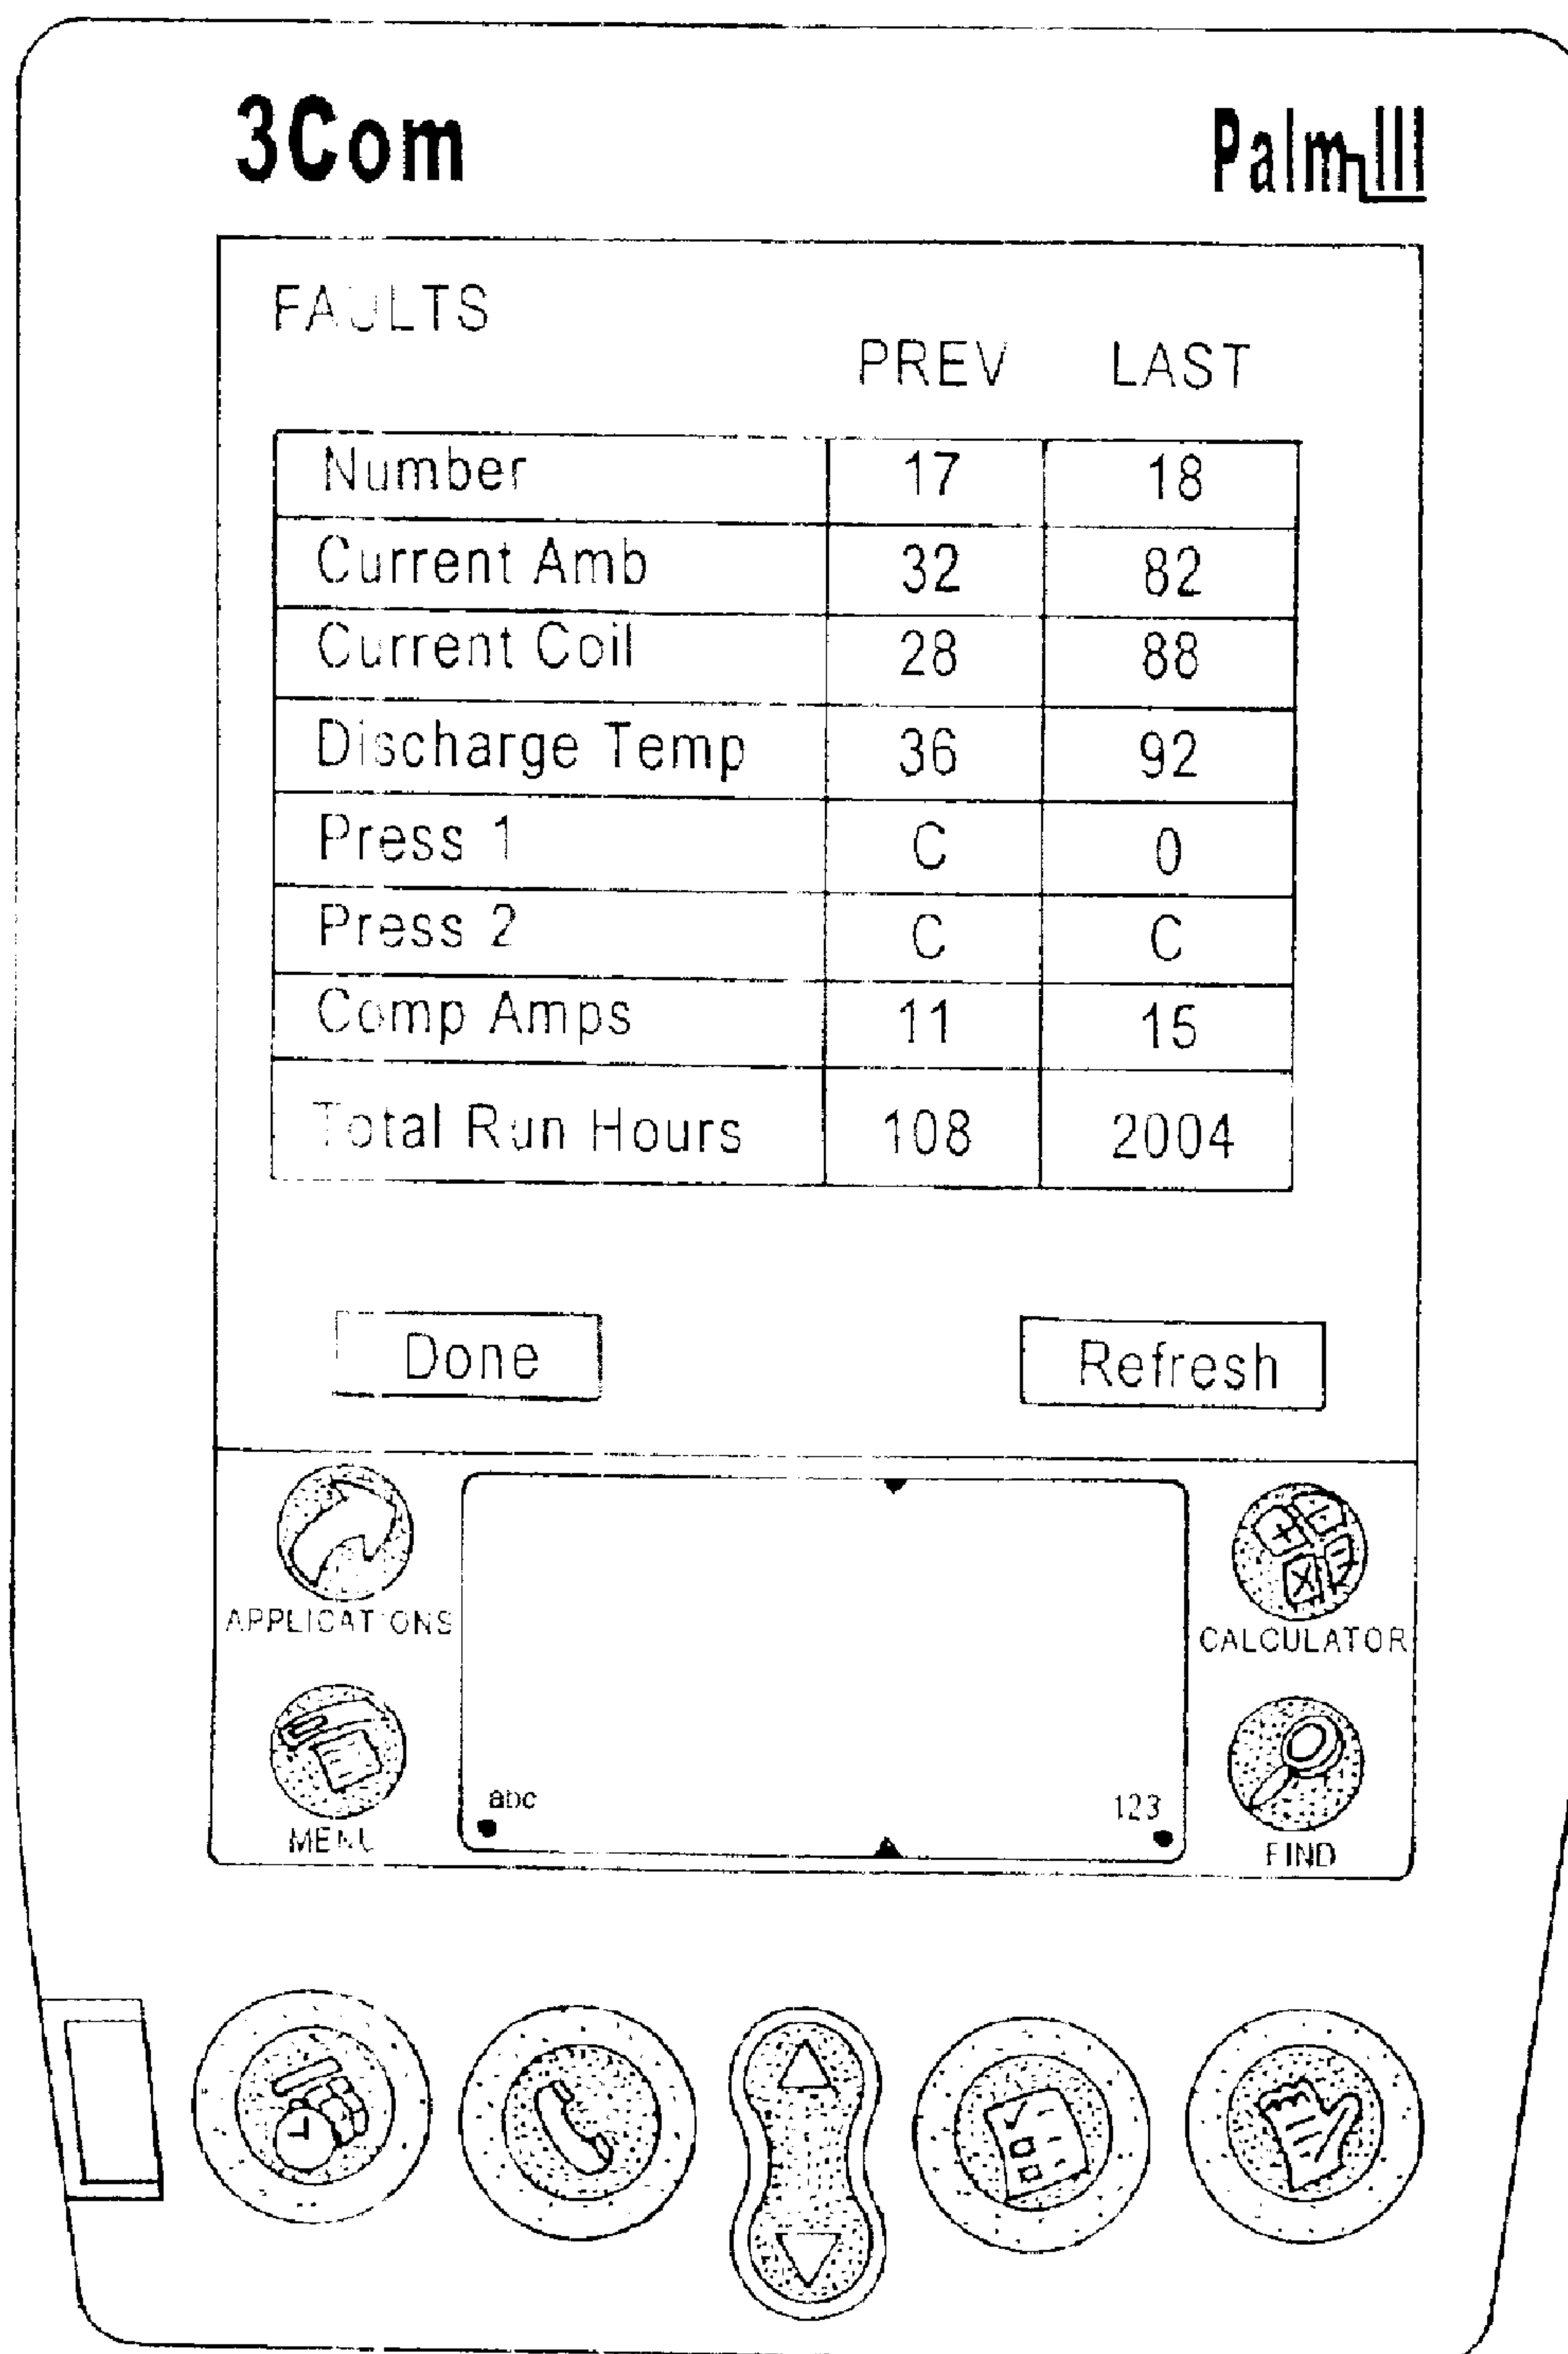 3Com Palm III
FAULTS
PREV LAST
Number 17 18
Current Amb 32 82
Current Coil 28 88
Discharge Temp 36 92
Press 1 C 0
Press 2 C C
Comp Amps 11 15
Total Run Hours 108 2004
Done Refresh
APPLICATIONS CALCULATOR
abc 123
MENU FIND